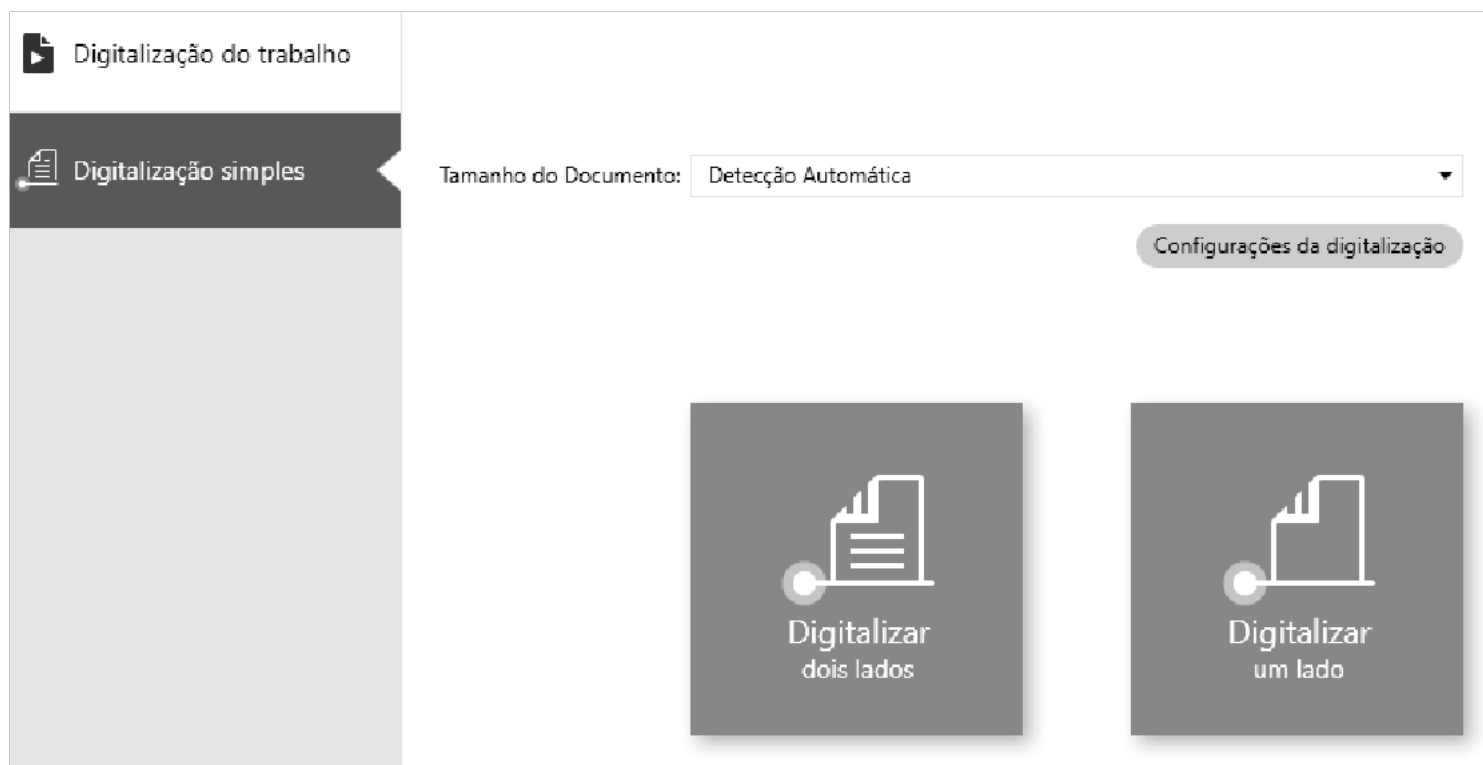 Digitalização do trabalho
Digitalização simples
Tamanho do Documento: Detecção Automática
Configurações da digitalização
Digitalizar
dois lados
Digitalizar
um lado